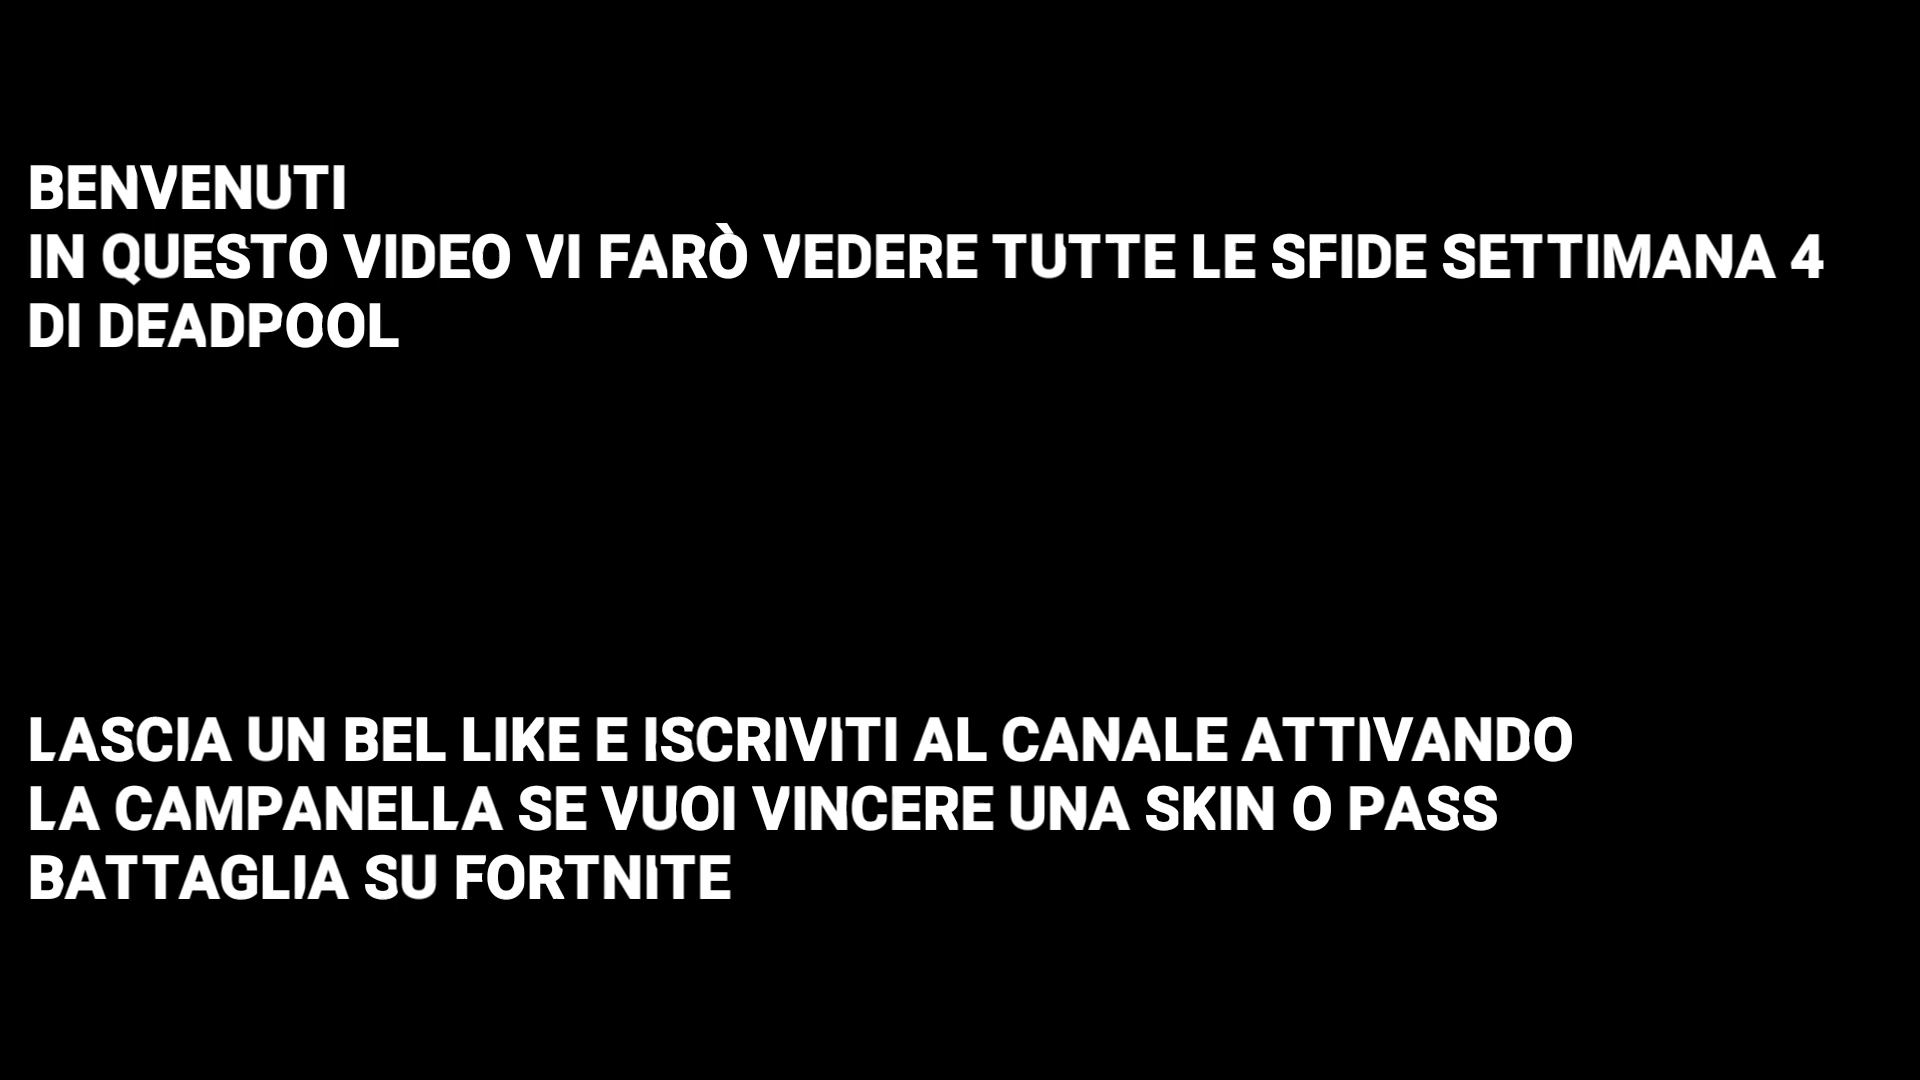 BENVENUTI
IN QUESTO VIDEO VI FARÒ VEDERE TUTTE LE SFIDE SETTIMANA 4
DI DEADPOOL
LASCIA UN BEL LIKE E ISCRIVITI AL CANALE ATTIVANDO
LA CAMPANELLA SE VUOI VINCERE UNA SKIN O PASS
BATTAGLIA SU FORTNITE